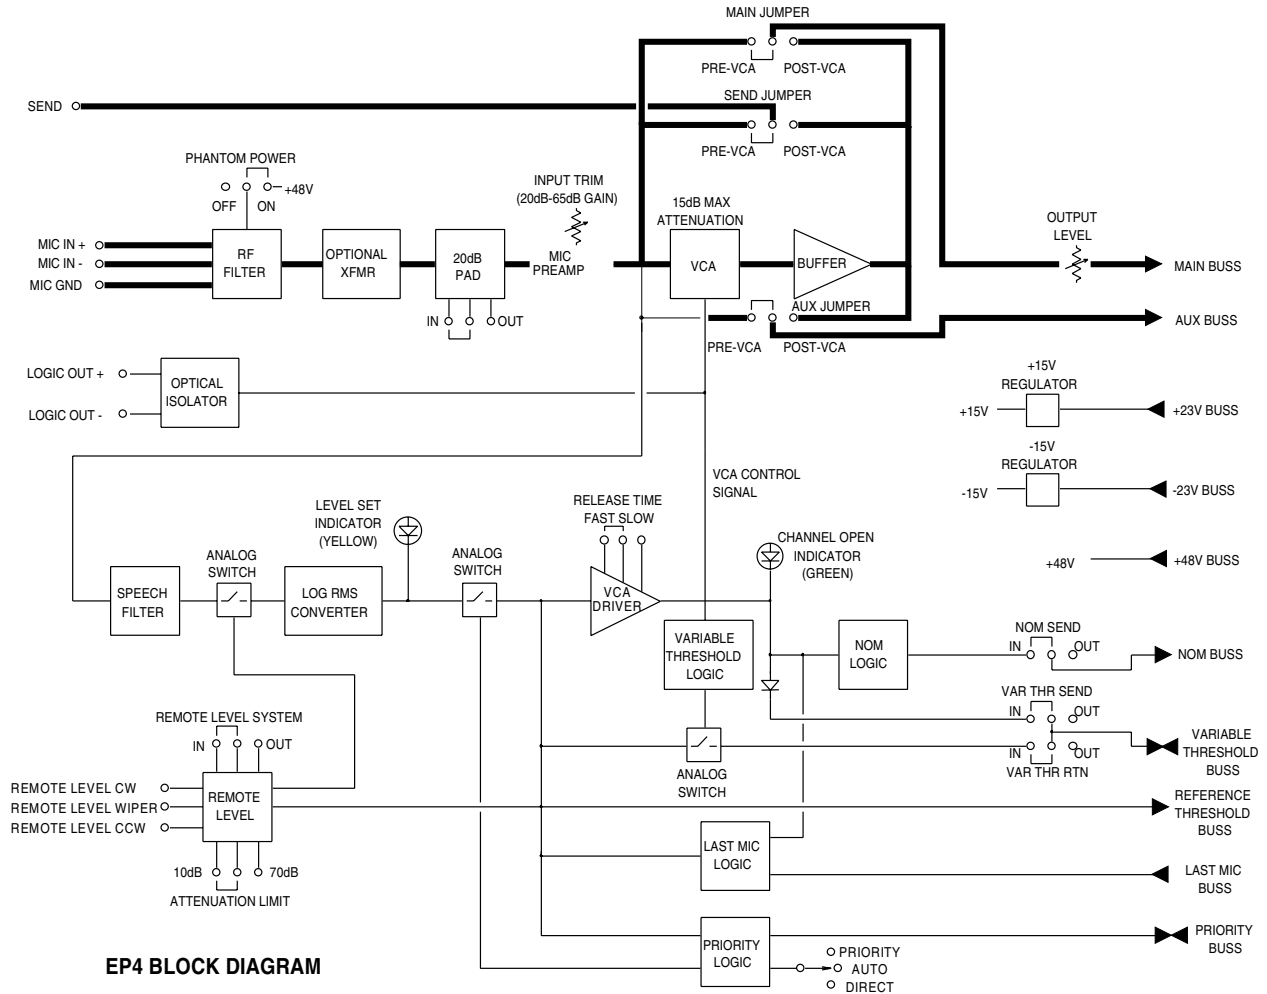 MAIN JUMPER
PRE-VCA
POST-VCA
SEND
SEND JUMPER
PRE-VCA
POST-VCA
PHANTOM POWER
+48V
OFF
ON
INPUT TRIM
(20dB-65dB GAIN)
15dB MAX
ATTENUATION
OUTPUT
LEVEL
MIC IN +
MIC IN -
MIC GND
RF
FILTER
OPTIONAL
XFMR
20dB
PAD
IN
OUT
MIC
PREAMP
VCA
BUFFER
MAIN BUSS
AUX JUMPER
PRE-VCA
POST-VCA
AUX BUSS
LOGIC OUT +
LOGIC OUT -
OPTICAL
ISOLATOR
+15V
REGULATOR
+15V
+23V BUSS
-15V
REGULATOR
-15V
-23V BUSS
+48V
+48V BUSS
VCA CONTROL
SIGNAL
LEVEL SET
INDICATOR
(YELLOW)
RELEASE TIME
FAST SLOW
CHANNEL OPEN
INDICATOR
(GREEN)
ANALOG
SWITCH
ANALOG
SWITCH
SPEECH
FILTER
LOG RMS
CONVERTER
VCA
DRIVER
VARIABLE
THRESHOLD
LOGIC
NOM
LOGIC
NOM SEND
IN
OUT
NOM BUSS
VAR THR SEND
IN
OUT
IN
OUT
VAR THR RTN
VARIABLE
THRESHOLD
BUSS
ANALOG
SWITCH
REMOTE LEVEL SYSTEM
IN
OUT
REMOTE LEVEL CW
REMOTE LEVEL WIPER
REMOTE LEVEL CCW
REMOTE
LEVEL
10dB
70dB
ATTENUATION LIMIT
REFERENCE
THRESHOLD
BUSS
LAST MIC
LOGIC
LAST MIC
BUSS
PRIORITY
LOGIC
PRIORITY
BUSS
PRIORITY
AUTO
DIRECT
EP4 BLOCK DIAGRAM